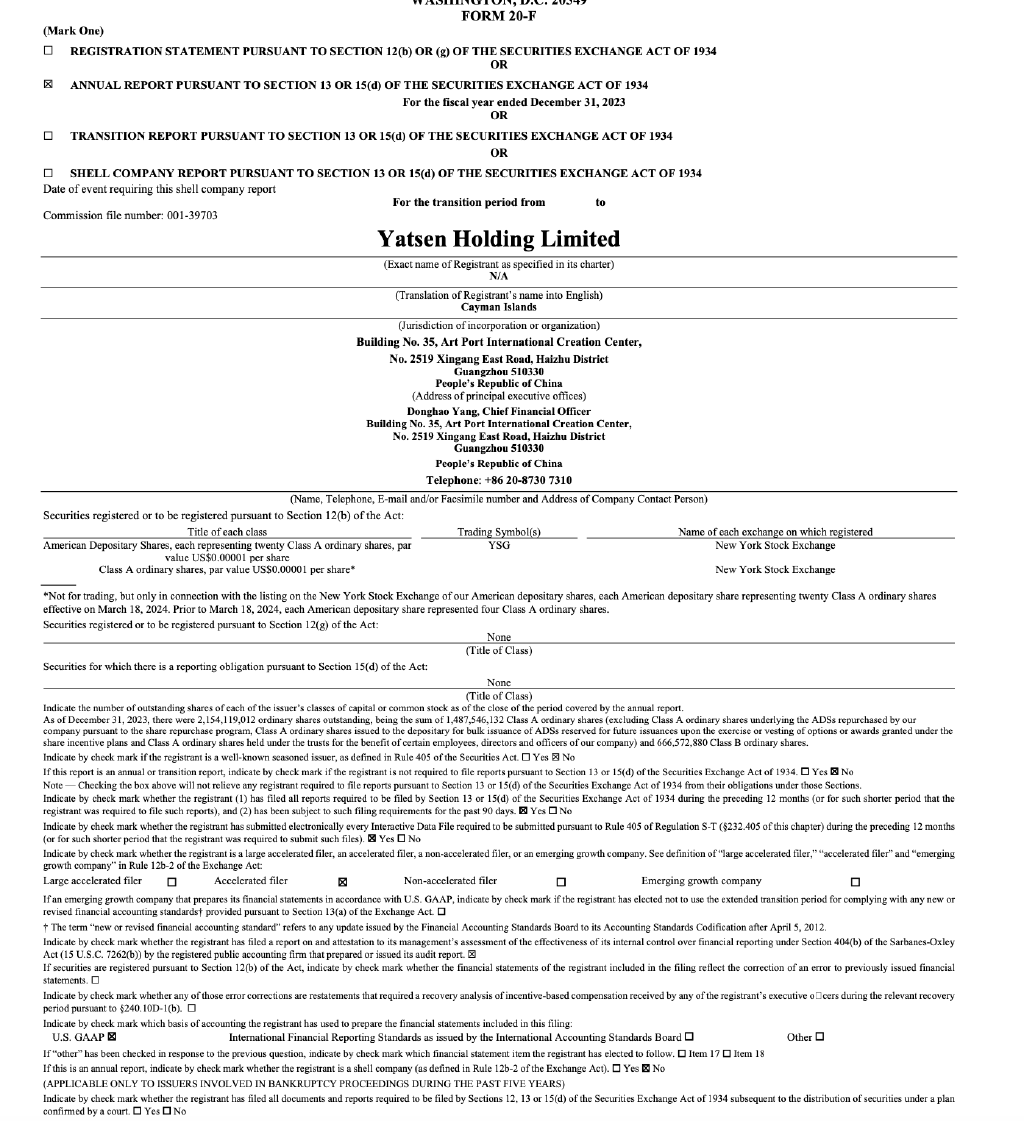 WASHINGTON, D.C. 20549
FORM 20-F
(Mark One)
☐ REGISTRATION STATEMENT PURSUANT TO SECTION 12(b) OR (g) OF THE SECURITIES EXCHANGE ACT OF 1934
OR
☒ ANNUAL REPORT PURSUANT TO SECTION 13 OR 15(d) OF THE SECURITIES EXCHANGE ACT OF 1934
For the fiscal year ended December 31, 2023
OR
☐ TRANSITION REPORT PURSUANT TO SECTION 13 OR 15(d) OF THE SECURITIES EXCHANGE ACT OF 1934
OR
☐ SHELL COMPANY REPORT PURSUANT TO SECTION 13 OR 15(d) OF THE SECURITIES EXCHANGE ACT OF 1934
Date of event requiring this shell company report
For the transition period from to
Commission file number: 001-39703
Yatsen Holding Limited
(Exact name of Registrant as specified in its charter)
N/A
(Translation of Registrant's name into English)
Cayman Islands
(Jurisdiction of incorporation or organization)
Building No. 35, Art Port International Creation Center,
No. 2519 Xingang East Road, Haizhu District
Guangzhou 510330
People's Republic of China
(Address of principal executive offices)
Donghao Yang, Chief Financial Officer
Building No. 35, Art Port International Creation Center,
No. 2519 Xingang East Road, Haizhu District
Guangzhou 510330
People's Republic of China
Telephone: +86 20-8730 7310
(Name, Telephone, E-mail and/or Facsimile number and Address of Company Contact Person)
Securities registered or to be registered pursuant to Section 12(b) of the Act:
Title of each class Trading Symbol(s) Name of each exchange on which registered
American Depositary Shares, each representing twenty Class A ordinary shares, par YSG New York Stock Exchange
value US$0.00001 per share
Class A ordinary shares, par value US$0.00001 per share* New York Stock Exchange
*Not for trading, but only in connection with the listing on the New York Stock Exchange of our American depositary shares, each American depositary share representing twenty Class A ordinary shares
effective on March 18, 2024. Prior to March 18, 2024, each American depositary share represented four Class A ordinary shares.
Securities registered or to be registered pursuant to Section 12(g) of the Act:
None
(Title of Class)
Securities for which there is a reporting obligation pursuant to Section 15(d) of the Act:
None
(Title of Class)
Indicate the number of outstanding shares of each of the issuer's classes of capital or common stock as of the close of the period covered by the annual report.
As of December 31, 2023, there were 2,154,119,012 ordinary shares outstanding, being the sum of 1,487,546,132 Class A ordinary shares (excluding Class A ordinary shares underlying the ADSs repurchased by our
company pursuant to the share repurchase program, Class A ordinary shares issued to the depositary for bulk issuance of ADSs reserved for future issuances upon the exercise or vesting of options or awards granted under the
share incentive plans and Class A ordinary shares held under the trusts for the benefit of certain employees, directors and officers of our company) and 666,572,880 Class B ordinary shares.
Indicate by check mark if the registrant is a well-known seasoned issuer, as defined in Rule 405 of the Securities Act. ☐ Yes ☒ No
If this report is an annual or transition report, indicate by check mark if the registrant is not required to file reports pursuant to Section 13 or 15(d) of the Securities Exchange Act of 1934. ☐ Yes ☒ No
Note — Checking the box above will not relieve any registrant required to file reports pursuant to Section 13 or 15(d) of the Securities Exchange Act of 1934 from their obligations under those Sections.
Indicate by check mark whether the registrant (1) has filed all reports required to be filed by Section 13 or 15(d) of the Securities Exchange Act of 1934 during the preceding 12 months (or for such shorter period that the
registrant was required to file such reports), and (2) has been subject to such filing requirements for the past 90 days. ☒ Yes ☐ No
Indicate by check mark whether the registrant has submitted electronically every Interactive Data File required to be submitted pursuant to Rule 405 of Regulation S-T (§232.405 of this chapter) during the preceding 12 months
(or for such shorter period that the registrant was required to submit such files). ☒ Yes ☐ No
Indicate by check mark whether the registrant is a large accelerated filer, an accelerated filer, a non-accelerated filer, or an emerging growth company. See definition of “large accelerated filer,” “accelerated filer” and “emerging
growth company” in Rule 12b-2 of the Exchange Act:
Large accelerated filer ☐ Accelerated filer ☒ Non-accelerated filer ☐ Emerging growth company ☐
If an emerging growth company that prepares its financial statements in accordance with U.S. GAAP, indicate by check mark if the registrant has elected not to use the extended transition period for complying with any new or
revised financial accounting standards† provided pursuant to Section 13(a) of the Exchange Act. ☐
† The term “new or revised financial accounting standard” refers to any update issued by the Financial Accounting Standards Board to its Accounting Standards Codification after April 5, 2012.
Indicate by check mark whether the registrant has filed a report on and attestation to its management's assessment of the effectiveness of its internal control over financial reporting under Section 404(b) of the Sarbanes-Oxley
Act (15 U.S.C. 7262(b)) by the registered public accounting firm that prepared or issued its audit report. ☒
If securities are registered pursuant to Section 12(b) of the Act, indicate by check mark whether the financial statements of the registrant included in the filing reflect the correction of an error to previously issued financial
statements. ☐
Indicate by check mark whether any of those error corrections are restatements that required a recovery analysis of incentive-based compensation received by any of the registrant's executive o□cers during the relevant recovery
period pursuant to §240.10D-1(b). ☐
Indicate by check mark which basis of accounting the registrant has used to prepare the financial statements included in this filing:
U.S. GAAP ☒ International Financial Reporting Standards as issued by the International Accounting Standards Board ☐ Other ☐
If “other” has been checked in response to the previous question, indicate by check mark which financial statement item the registrant has elected to follow. ☐ Item 17 ☐ Item 18
If this is an annual report, indicate by check mark whether the registrant is a shell company (as defined in Rule 12b-2 of the Exchange Act). ☐ Yes ☒ No
(APPLICABLE ONLY TO ISSUERS INVOLVED IN BANKRUPTCY PROCEEDINGS DURING THE PAST FIVE YEARS)
Indicate by check mark whether the registrant has filed all documents and reports required to be filed by Sections 12, 13 or 15(d) of the Securities Exchange Act of 1934 subsequent to the distribution of securities under a plan
confirmed by a court. ☐ Yes ☐ No